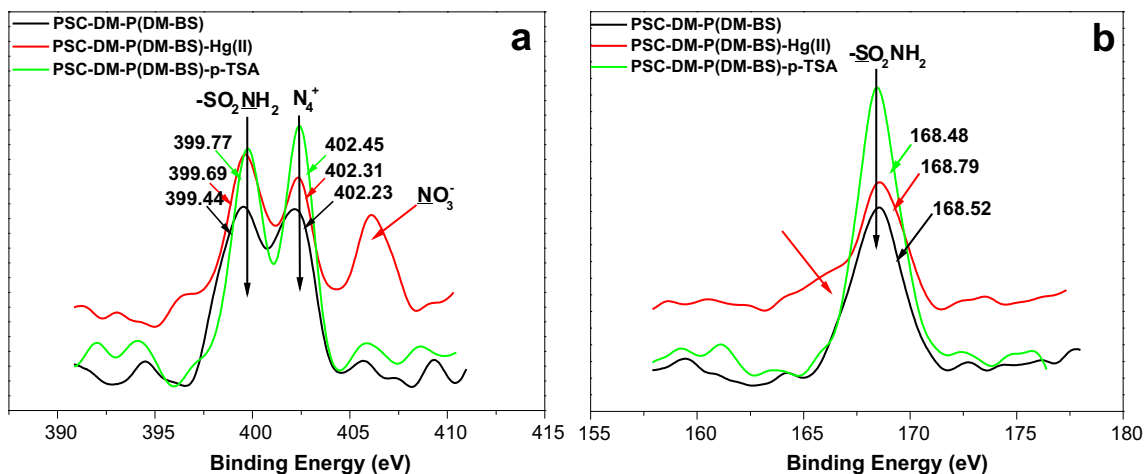 PSC-DM-P(DM-BS)
PSC-DM-P(DM-BS)-Hg(II)
PSC-DM-P(DM-BS)-p-TSA
a
-SO₂NH₂
N₄⁺
399.77
399.69
399.44
402.45
402.31
402.23
NO₃⁻
390 395 400 405 410 415
Binding Energy (eV)
PSC-DM-P(DM-BS)
PSC-DM-P(DM-BS)-Hg(II)
PSC-DM-P(DM-BS)-p-TSA
b
-SO₂NH₂
168.48
168.79
168.52
155 160 165 170 175 180
Binding Energy (eV)